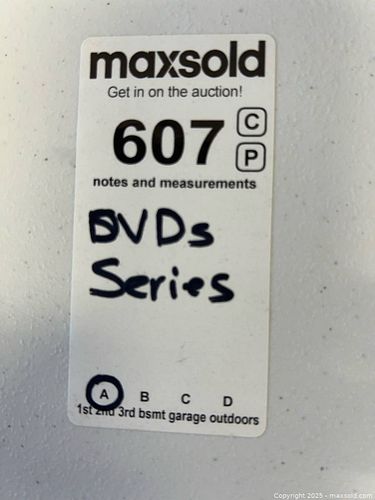 maxsold
Get in on the auction!
607 C
P
notes and measurements
DVDs
Series
A B C D
1st 2nd 3rd bsmt garage outdoors
Copyright 2025 - maxsold.com